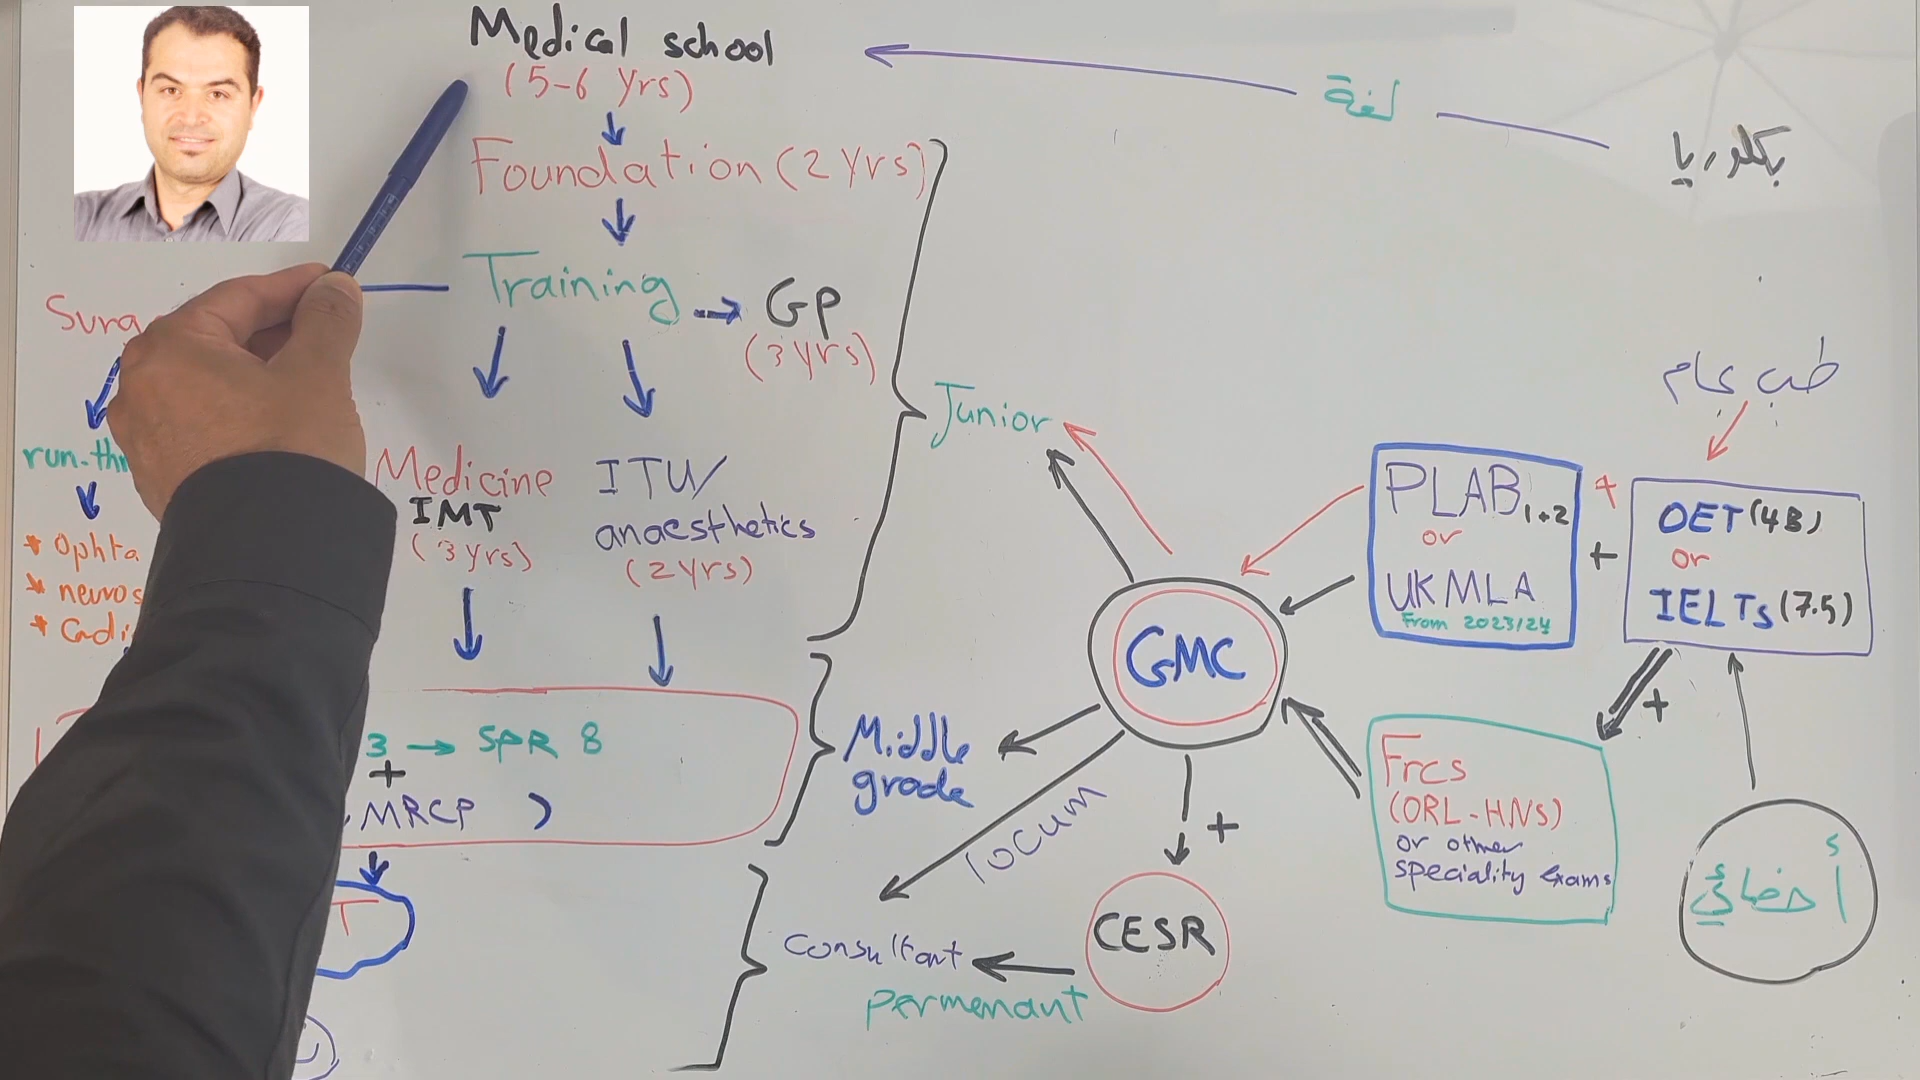 Medical school
(5-6 Yrs)
لغة
بكلوريا
Foundation (2 Yrs)
Training
GP
(3 yrs)
Medicine
IMT
(3 yrs)
ITU/
anaesthetics
(2 yrs)
3 → SPR 8
+
MRCP )
Junior
Middle
grade
Consultant
locum
permenant
GMC
+
CESR
PLAB 1+2
or
UKMLA
From 2023/24
+
+
طب عام
OET (4B)
or
IELTs (7.5)
+
Frcs
(ORL-HNS)
or other
speciality exams
أخصائي